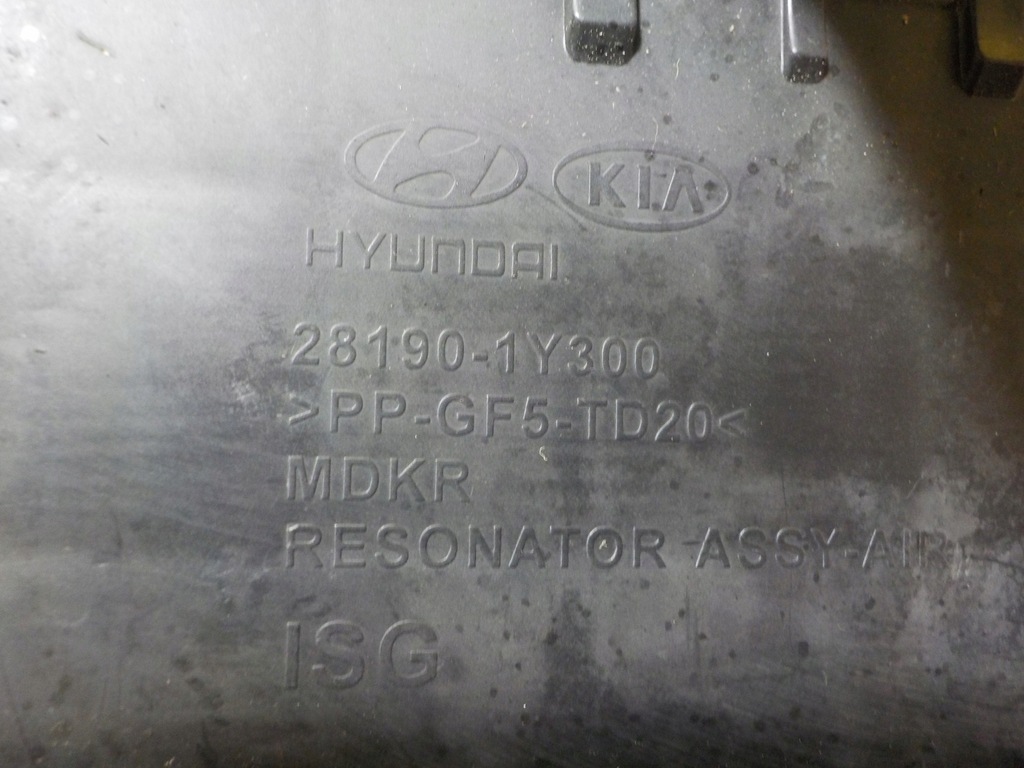 KIA
HYUNDAI
28190-1Y300
>PP-GF5-TD20<
MDKR
RESONATOR ASSY-AIR
ISG